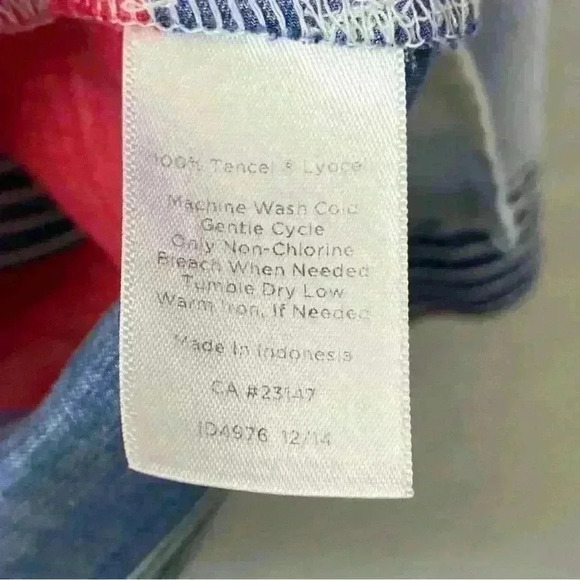 100% Tencel ® Lyocell
Machine Wash Cold
Gentle Cycle
Only Non-Chlorine
Bleach When Needed
Tumble Dry Low
Warm Iron, If Needed
Made In Indonesia
CA #23147
ID4976 12/14